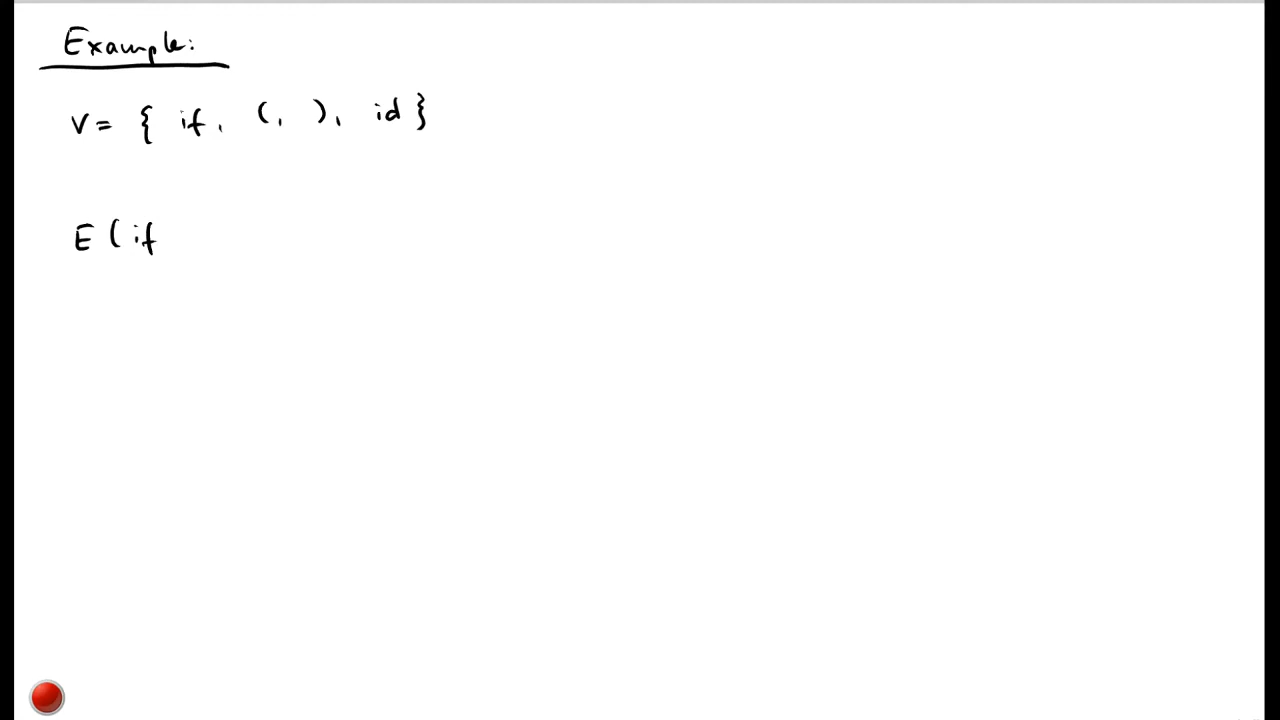 Example:
V = { if, (, ), id }
E ( if